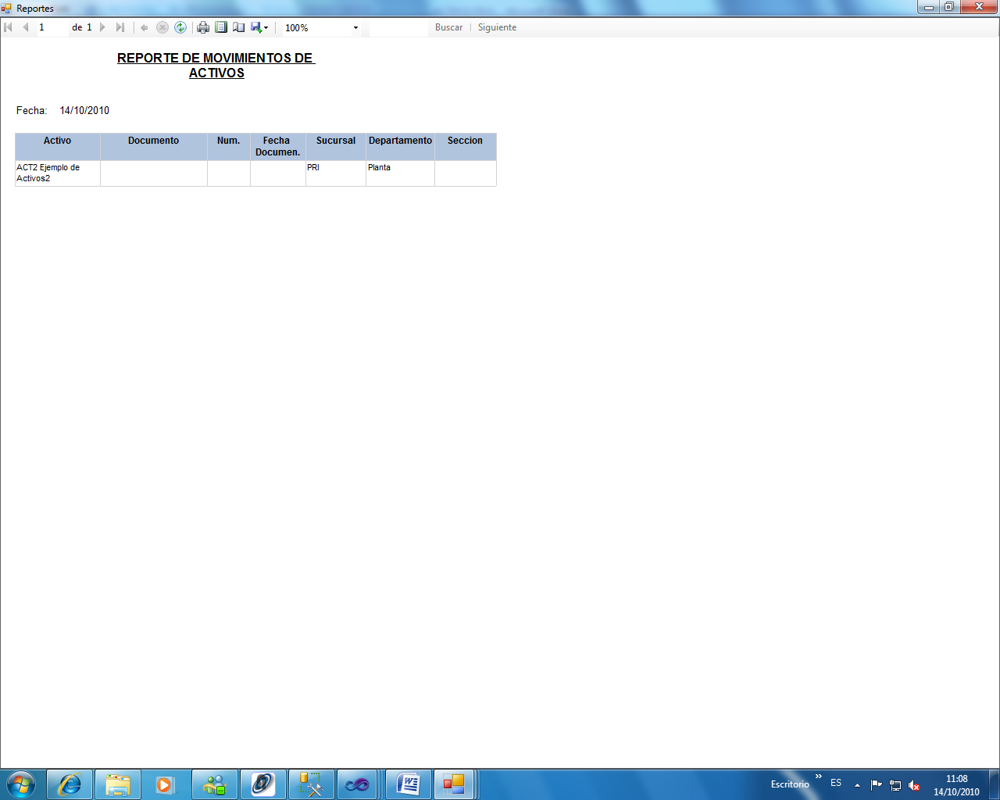 Reportes
1 de 1 100% Buscar Siguiente
REPORTE DE MOVIMIENTOS DE
ACTIVOS
Fecha: 14/10/2010
Activo Documento Num. Fecha Documen. Sucursal Departamento Seccion
ACT2 Ejemplo de Activos2 PRI Planta
Escritorio » ES 11:08
14/10/2010